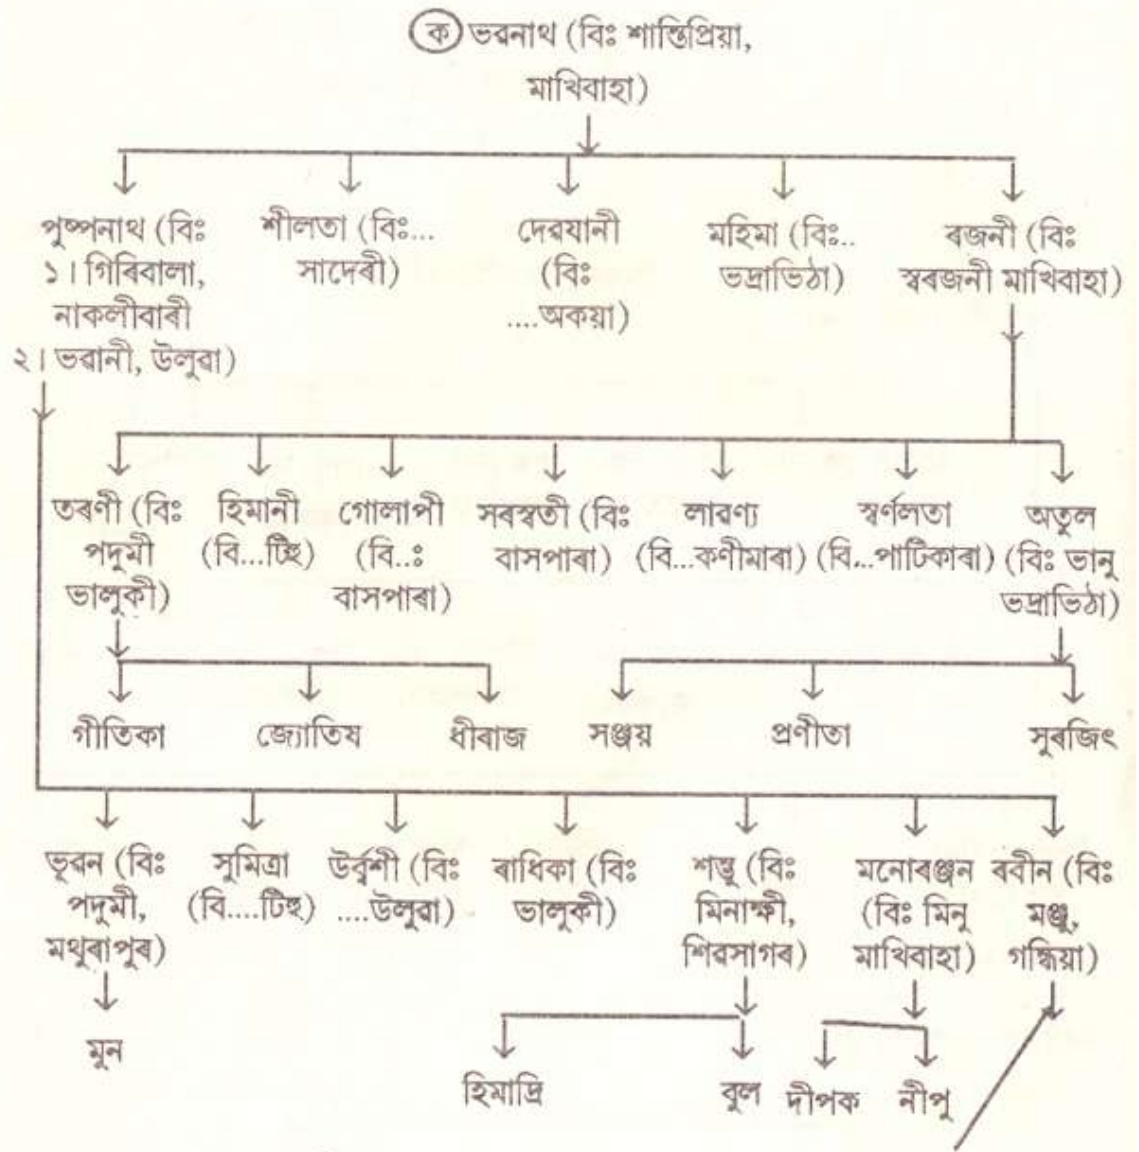 ক ভৱনাথ (বিঃ শান্তিপ্রিয়া,
মাখিবাহা)
পুষ্পনাথ (বিঃ
১। গিৰিবালা,
নাকলীবাৰী
২। ভৱানী, উলুৱা)
শীলতা (বিঃ...
সাদেৰী)
দেৱযানী
(বিঃ
....অকয়া)
মহিমা (বিঃ..
ভদ্ৰাভিঠা)
ৰজনী (বিঃ
স্বৰজনী মাখিবাহা)
তৰণী (বিঃ
পদুমী
ভালুকী)
হিমানী
(বি...টিহু)
গোলাপী
(বি..ঃ
বাসপাৰা)
সৰস্বতী (বিঃ
বাসপাৰা)
লাৱণ্য
(বি...কণীমাৰা)
স্বৰ্ণলতা
(বি...পাটিকাৰা)
অতুল
(বিঃ ভানু
ভদ্ৰাভিঠা)
গীতিকা
জ্যোতিষ
ধীৰাজ
সঞ্জয়
প্ৰণীতা
সুৰজিৎ
ভূৱন (বিঃ
পদুমী,
মথুৰাপুৰ)
সুমিত্ৰা
(বি....টিহু)
উৰ্বৰ্শী (বিঃ
....উলুৱা)
ৰাধিকা (বিঃ
ভালুকী)
শম্ভু (বিঃ
মিনাক্ষী,
শিৱসাগৰ)
মনোৰঞ্জন
(বিঃ মিনু
মাখিবাহা)
ৰবীন (বিঃ
মঞ্জু,
গন্ধিয়া)
মুন
হিমাদ্ৰি
বুল
দীপক
নীপু